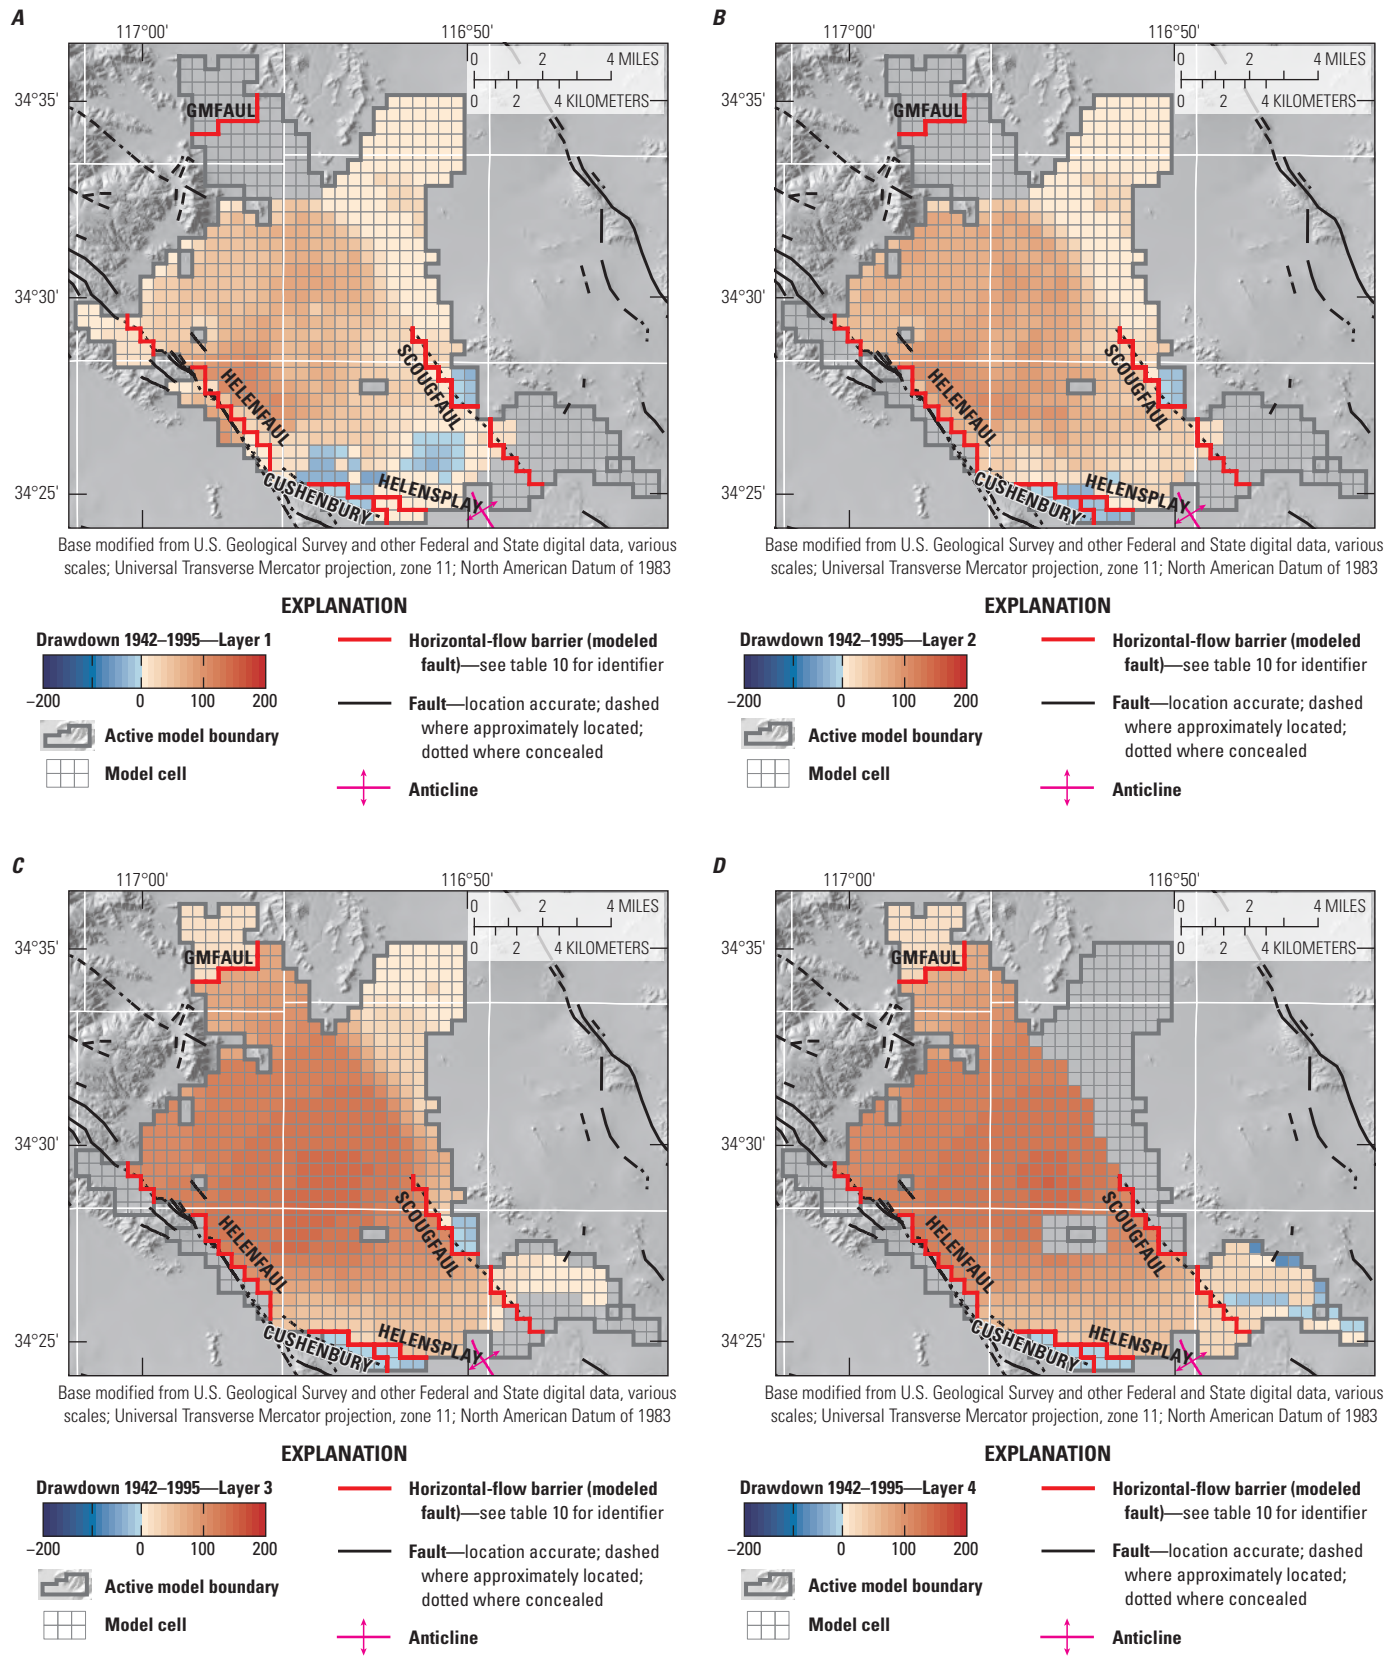 A
117°00'
116°50'
0 2 4 MILES
0 2 4 KILOMETERS
34°35'
34°30'
34°25'
GMFAUL
HELENFAUL
SCOUGFAUL
CUSHENBURY
HELENSPLAY
Base modified from U.S. Geological Survey and other Federal and State digital data, various
scales; Universal Transverse Mercator projection, zone 11; North American Datum of 1983
EXPLANATION
Drawdown 1942–1995—Layer 1
−200 0 100 200
Active model boundary
Model cell
Horizontal-flow barrier (modeled
fault)—see table 10 for identifier
Fault—location accurate; dashed
where approximately located;
dotted where concealed
Anticline
B
117°00'
116°50'
0 2 4 MILES
0 2 4 KILOMETERS
34°35'
34°30'
34°25'
GMFAUL
HELENFAUL
SCOUGFAUL
CUSHENBURY
HELENSPLAY
Base modified from U.S. Geological Survey and other Federal and State digital data, various
scales; Universal Transverse Mercator projection, zone 11; North American Datum of 1983
EXPLANATION
Drawdown 1942–1995—Layer 2
−200 0 100 200
Active model boundary
Model cell
Horizontal-flow barrier (modeled
fault)—see table 10 for identifier
Fault—location accurate; dashed
where approximately located;
dotted where concealed
Anticline
C
117°00'
116°50'
0 2 4 MILES
0 2 4 KILOMETERS
34°35'
34°30'
34°25'
GMFAUL
HELENFAUL
SCOUGFAUL
CUSHENBURY
HELENSPLAY
Base modified from U.S. Geological Survey and other Federal and State digital data, various
scales; Universal Transverse Mercator projection, zone 11; North American Datum of 1983
EXPLANATION
Drawdown 1942–1995—Layer 3
−200 0 100 200
Active model boundary
Model cell
Horizontal-flow barrier (modeled
fault)—see table 10 for identifier
Fault—location accurate; dashed
where approximately located;
dotted where concealed
Anticline
D
117°00'
116°50'
0 2 4 MILES
0 2 4 KILOMETERS
34°35'
34°30'
34°25'
GMFAUL
HELENFAUL
SCOUGFAUL
CUSHENBURY
HELENSPLAY
Base modified from U.S. Geological Survey and other Federal and State digital data, various
scales; Universal Transverse Mercator projection, zone 11; North American Datum of 1983
EXPLANATION
Drawdown 1942–1995—Layer 4
−200 0 100 200
Active model boundary
Model cell
Horizontal-flow barrier (modeled
fault)—see table 10 for identifier
Fault—location accurate; dashed
where approximately located;
dotted where concealed
Anticline